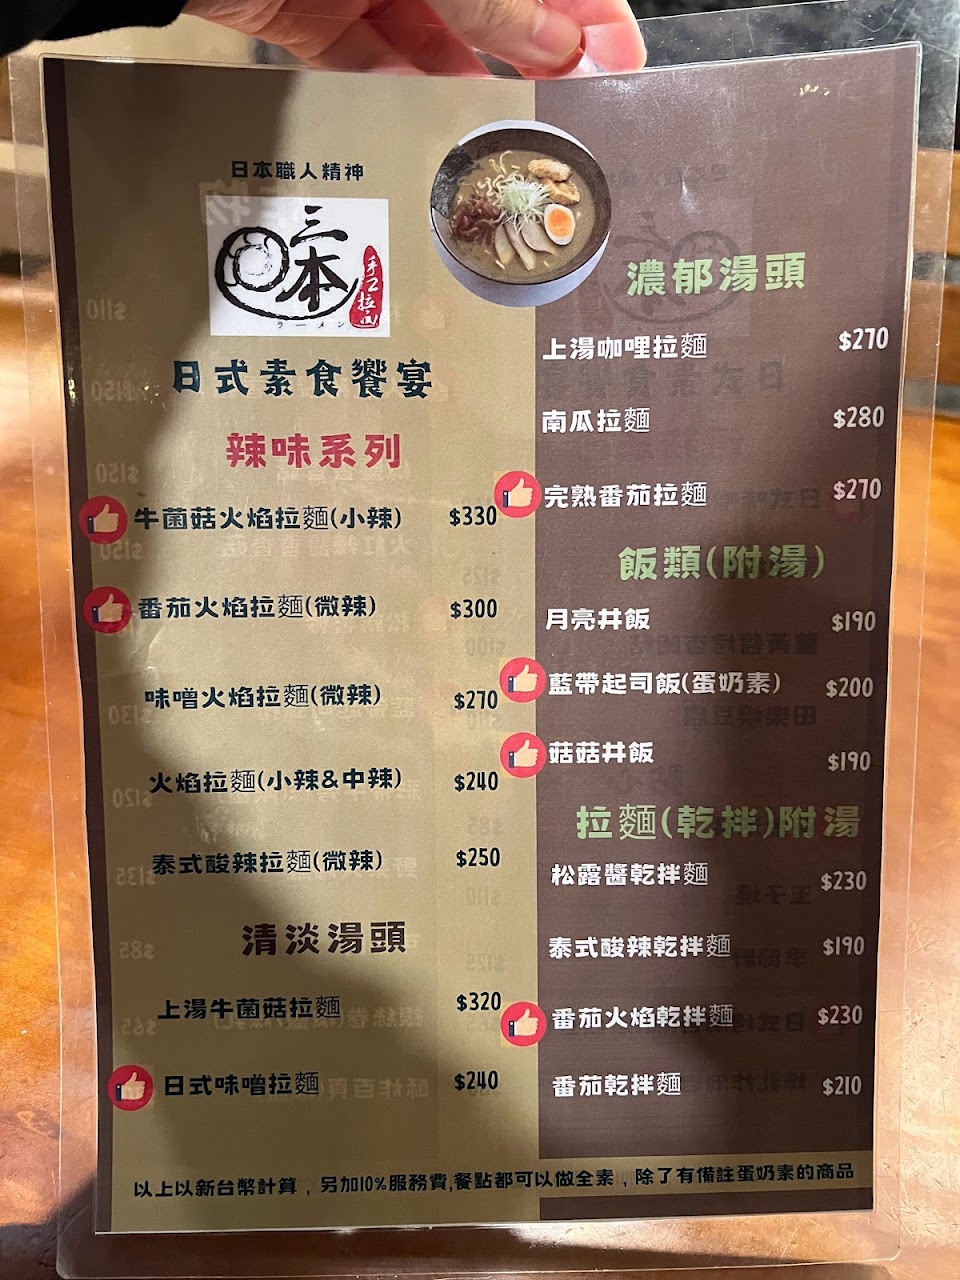 日本職人精神
三本
手工拉麵
ラーメン
日式素食饗宴
辣味系列
牛菌菇火焰拉麵(小辣) $330
番茄火焰拉麵(微辣) $300
味噌火焰拉麵(微辣) $270
火焰拉麵(小辣&中辣) $240
泰式酸辣拉麵(微辣) $250
清淡湯頭
上湯牛菌菇拉麵 $320
日式味噌拉麵 $240
濃郁湯頭
上湯咖哩拉麵 $270
南瓜拉麵 $280
完熟番茄拉麵 $270
飯類(附湯)
月亮丼飯 $190
藍帶起司飯(蛋奶素) $200
菇菇丼飯 $190
拉麵(乾拌)附湯
松露醬乾拌麵 $230
泰式酸辣乾拌麵 $190
番茄火焰乾拌麵 $230
番茄乾拌麵 $210
以上以新台幣計算，另加10%服務費,餐點都可以做全素，除了有備註蛋奶素的商品